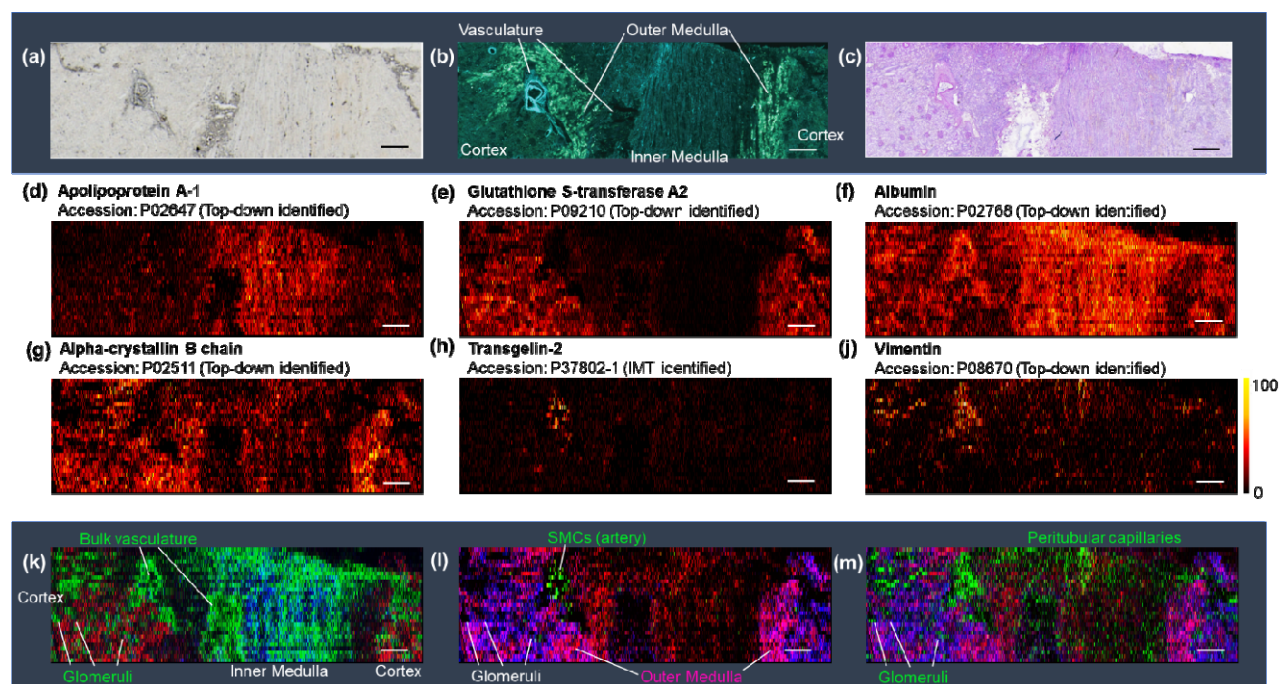 (a)
(b)
(c)
Vasculature
Outer Medulla
Cortex
Inner Medulla
Cortex
(d) Apolipoprotein A-1
Accession: P02647 (Top-down identified)
(e) Glutathione S-transferase A2
Accession: P09210 (Top-down identified)
(f) Albumin
Accession: P02768 (Top-down identified)
(g) Alpha-crystallin B chain
Accession: P02511 (Top-down identified)
(h) Transgelin-2
Accession: P37802-1 (IMT icentified)
(j) Vimentin
Accession: P08670 (Top-down identified)
100
0
(k)
Bulk vasculature
Cortex
Glomeruli
Inner Medulla
Cortex
(l)
SMCs (artery)
Glomeruli
Outer Medulla
(m)
Peritubular capillaries
Glomeruli